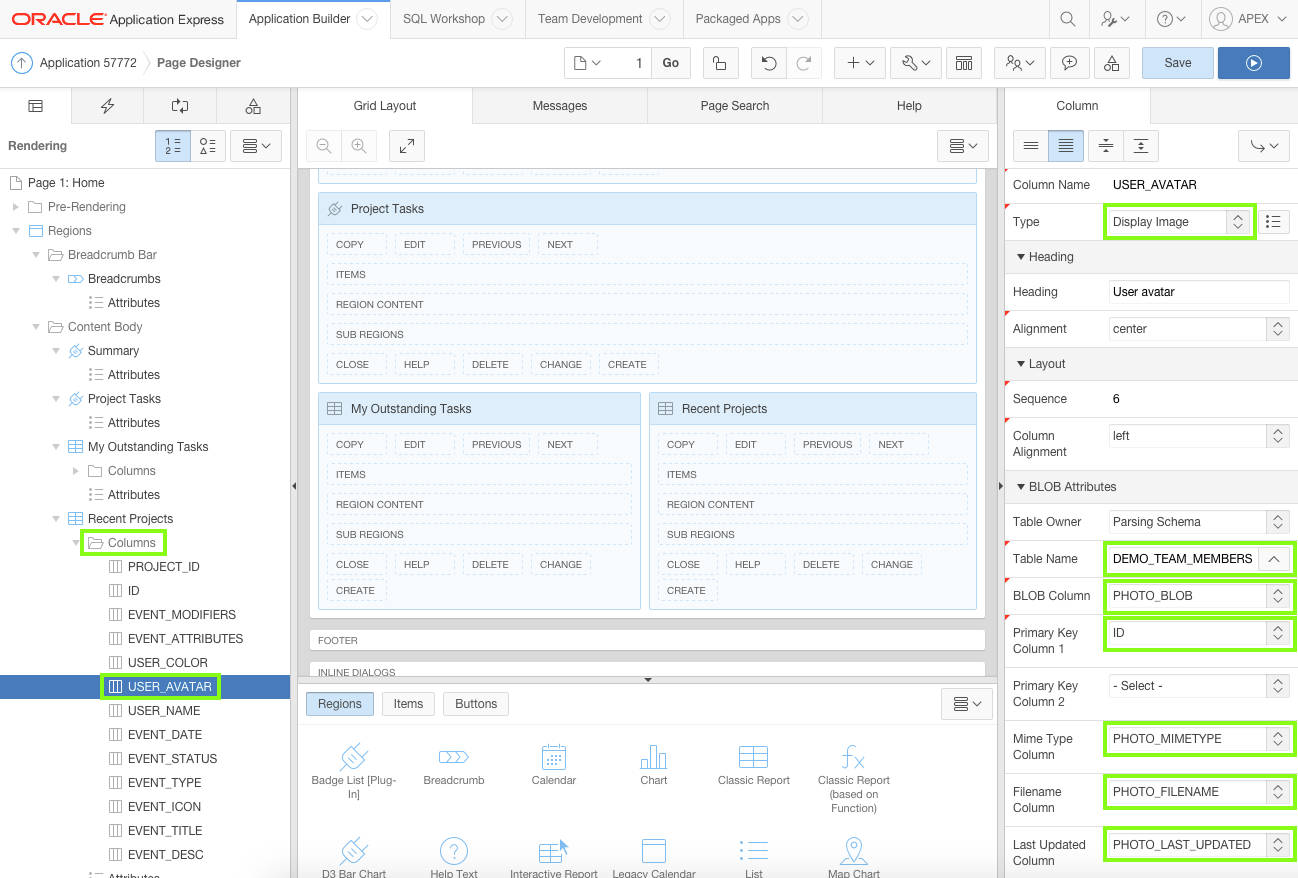 ORACLE Application Express
Application Builder
SQL Workshop
Team Development
Packaged Apps
APEX
Application 57772
Page Designer
1
Go
Save
Rendering
1
2
Page 1: Home
Pre-Rendering
Regions
Breadcrumb Bar
Breadcrumbs
Attributes
Content Body
Summary
Attributes
Project Tasks
Attributes
My Outstanding Tasks
Columns
Attributes
Recent Projects
Columns
PROJECT_ID
ID
EVENT_MODIFIERS
EVENT_ATTRIBUTES
USER_COLOR
USER_AVATAR
USER_NAME
EVENT_DATE
EVENT_STATUS
EVENT_TYPE
EVENT_ICON
EVENT_TITLE
EVENT_DESC
Attributes
Grid Layout
Messages
Page Search
Help
Project Tasks
COPY EDIT PREVIOUS NEXT
ITEMS
REGION CONTENT
SUB REGIONS
CLOSE HELP DELETE CHANGE CREATE
My Outstanding Tasks
COPY EDIT PREVIOUS NEXT
ITEMS
REGION CONTENT
SUB REGIONS
CLOSE HELP DELETE CHANGE
CREATE
Recent Projects
COPY EDIT PREVIOUS NEXT
ITEMS
REGION CONTENT
SUB REGIONS
CLOSE HELP DELETE CHANGE
CREATE
FOOTER
INLINE DIALOGS
Regions
Items
Buttons
Badge List [Plug-
In]
Breadcrumb
Calendar
Chart
Classic Report
Classic Report
(based on
Function)
D3 Bar Chart
Help Text
Interactive Report
Legacy Calendar
List
Map Chart
Column
Column Name USER_AVATAR
Type Display Image
Heading
Heading User avatar
Alignment center
Layout
Sequence 6
Column
Alignment
left
BLOB Attributes
Table Owner Parsing Schema
Table Name DEMO_TEAM_MEMBERS
BLOB Column PHOTO_BLOB
Primary Key
Column 1
ID
Primary Key
Column 2
- Select -
Mime Type
Column
PHOTO_MIMETYPE
Filename
Column
PHOTO_FILENAME
Last Updated
Column
PHOTO_LAST_UPDATED